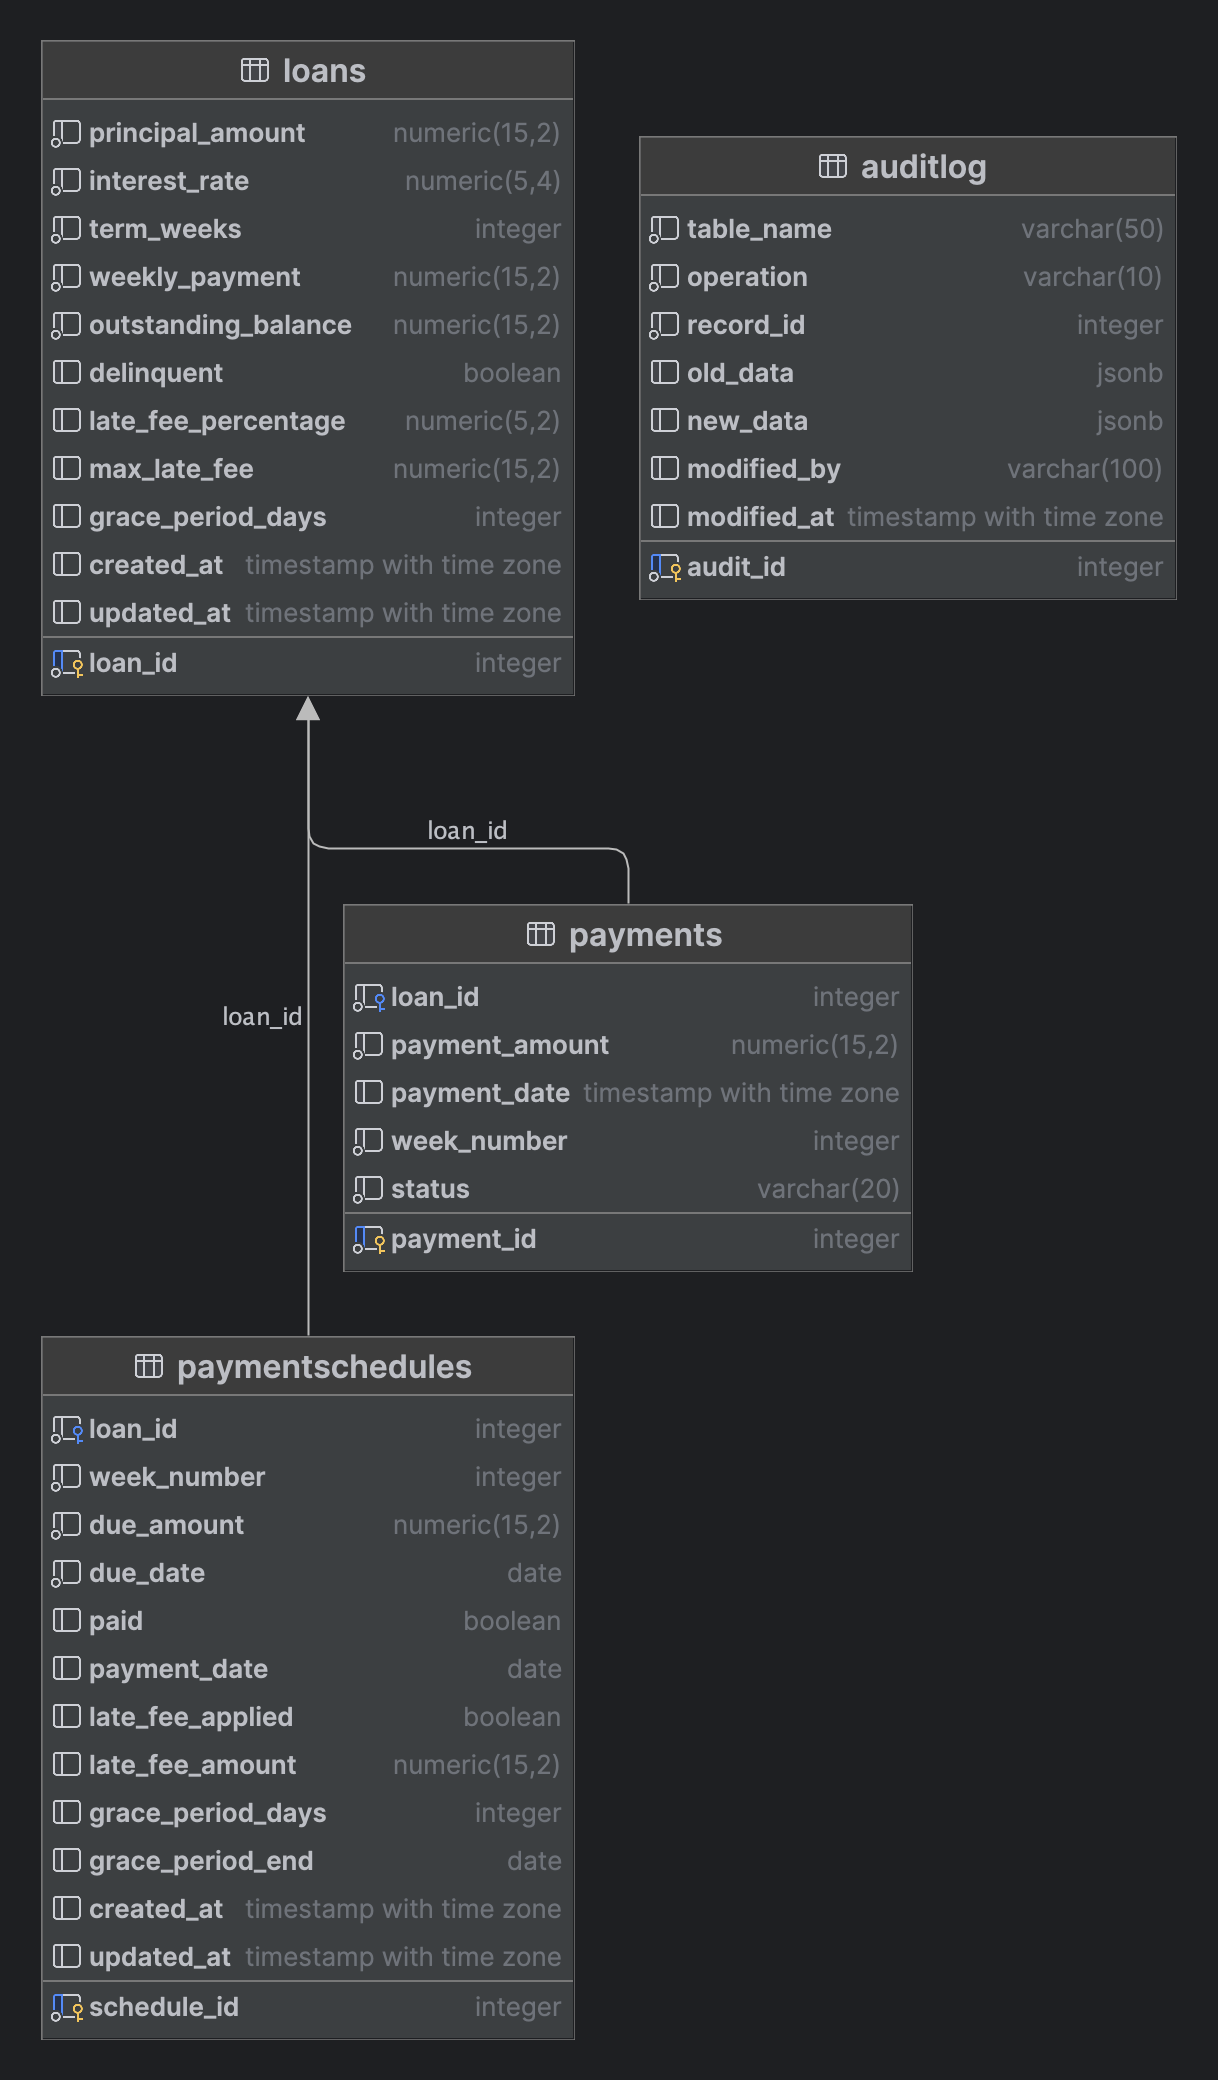 loans
principal_amount numeric(15,2)
interest_rate numeric(5,4)
term_weeks integer
weekly_payment numeric(15,2)
outstanding_balance numeric(15,2)
delinquent boolean
late_fee_percentage numeric(5,2)
max_late_fee numeric(15,2)
grace_period_days integer
created_at timestamp with time zone
updated_at timestamp with time zone
loan_id integer
auditlog
table_name varchar(50)
operation varchar(10)
record_id integer
old_data jsonb
new_data jsonb
modified_by varchar(100)
modified_at timestamp with time zone
audit_id integer
loan_id
payments
loan_id integer
payment_amount numeric(15,2)
payment_date timestamp with time zone
week_number integer
status varchar(20)
payment_id integer
loan_id
paymentschedules
loan_id integer
week_number integer
due_amount numeric(15,2)
due_date date
paid boolean
payment_date date
late_fee_applied boolean
late_fee_amount numeric(15,2)
grace_period_days integer
grace_period_end date
created_at timestamp with time zone
updated_at timestamp with time zone
schedule_id integer